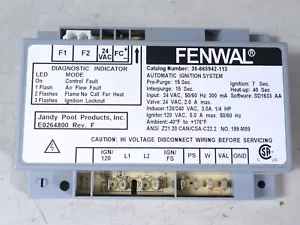 F1 F2 24 VAC FC+
FENWAL™
Catalog Number: 35-665942-113
AUTOMATIC IGNITION SYSTEM
Pre-Purge: 15 Sec. Ignition: 7 Sec.
Interpurge: 15 Sec. Heat-up: 40 Sec.
Input: 24 VAC, 50/60 Hz, 300 mA Software: SD1633 AA
Valve: 24 VAC, 2.0 A max.
Inducer:120/240 VAC, 3.0A 1/4 HP
Ignitor: 120 VAC, 5.0 A max. 50/60 Hz
Ambient:-40°F to +176°F
ANSI Z21.20 CAN/CSA-C22.2 NO. 199-M89
DIAGNOSTIC INDICATOR
LED MODE
On Control Fault
1 Flash Air Flow Fault
2 Flashes Flame No Call For Heat
3 Flashes Ignition Lockout
Jandy Pool Products, Inc.
E0264800 Rev. F
CAUTION: HI VOLTAGE DISCONNECT WIRING BEFORE SERVICING
IGN/120 L1 L2 IGN/FS PS W VAL GND